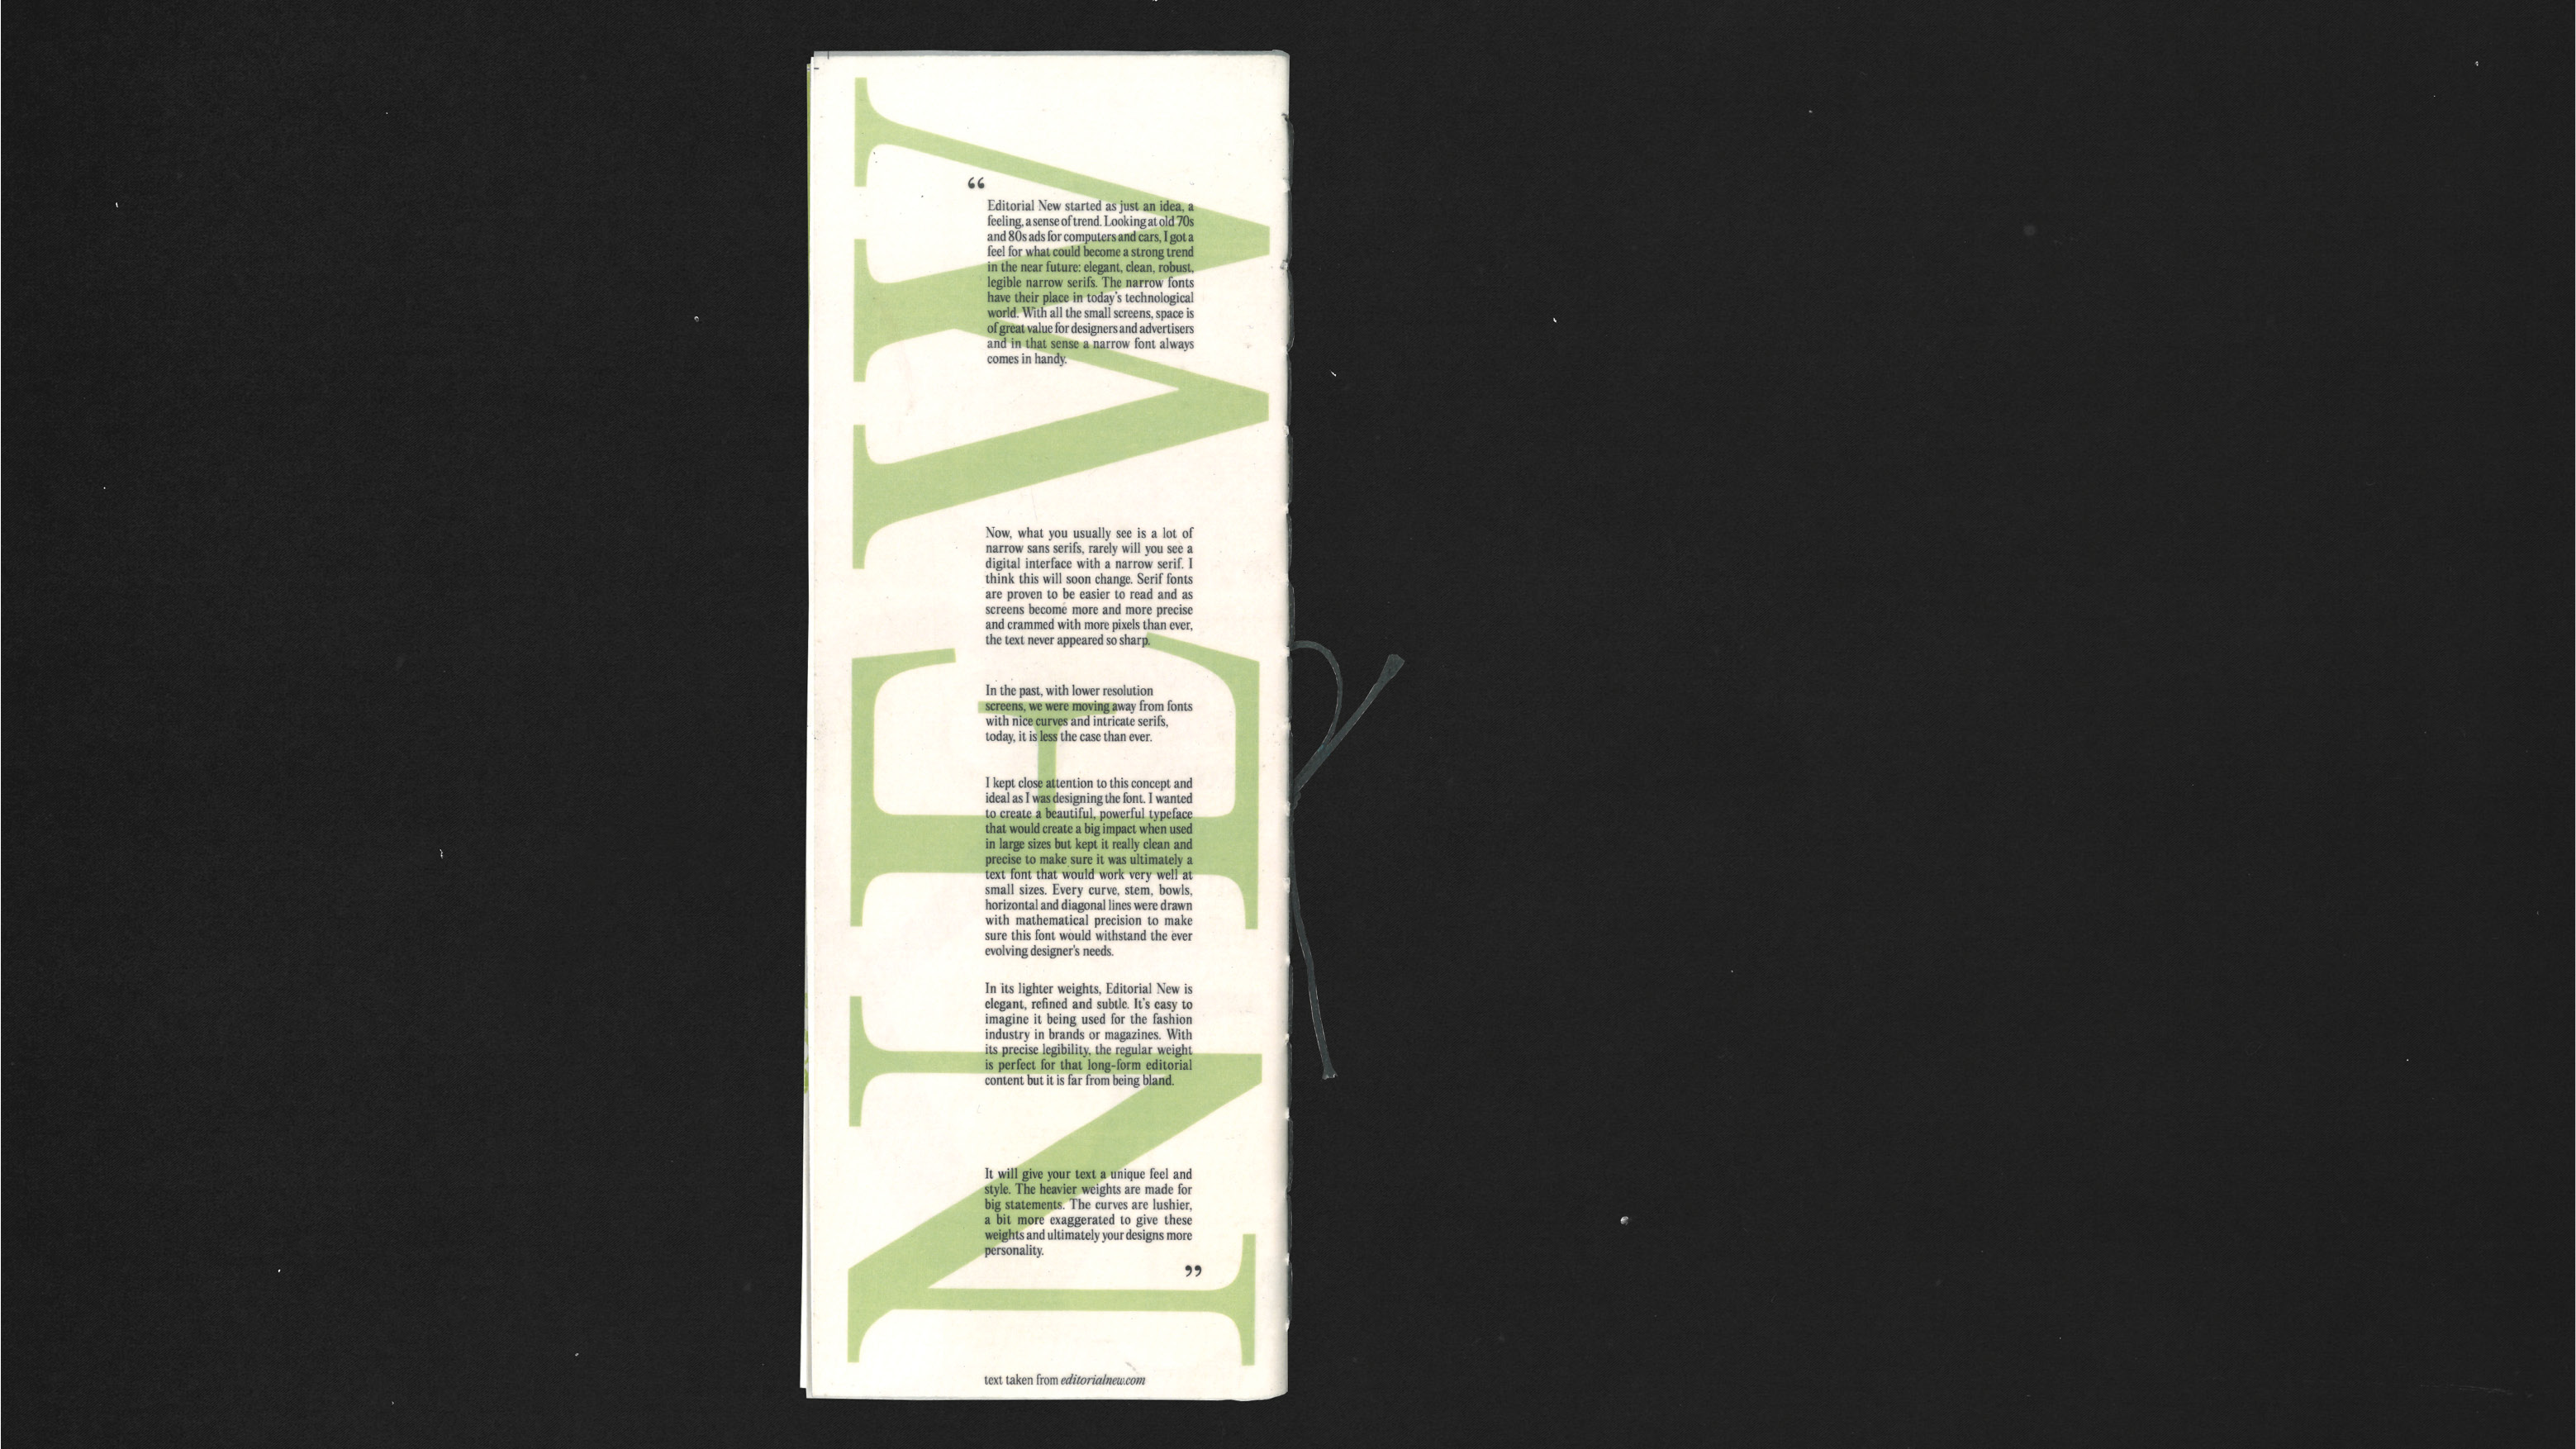 NEW
“
Editorial New started as just an idea, a
feeling, a sense of trend. Looking at old 70s
and 80s ads for computers and cars, I got a
feel for what could become a strong trend
in the near future: elegant, clean, robust,
legible narrow serifs. The narrow fonts
have their place in today's technological
world. With all the small screens, space is
of great value for designers and advertisers
and in that sense a narrow font always
comes in handy.
Now, what you usually see is a lot of
narrow sans serifs, rarely will you see a
digital interface with a narrow serif. I
think this will soon change. Serif fonts
are proven to be easier to read and as
screens become more and more precise
and crammed with more pixels than ever,
the text never appeared so sharp.
In the past, with lower resolution
screens, we were moving away from fonts
with nice curves and intricate serifs,
today, it is less the case than ever.
I kept close attention to this concept and
ideal as I was designing the font. I wanted
to create a beautiful, powerful typeface
that would create a big impact when used
in large sizes but kept it really clean and
precise to make sure it was ultimately a
text font that would work very well at
small sizes. Every curve, stem, bowls,
horizontal and diagonal lines were drawn
with mathematical precision to make
sure this font would withstand the ever
evolving designer's needs.
In its lighter weights, Editorial New is
elegant, refined and subtle. It's easy to
imagine it being used for the fashion
industry in brands or magazines. With
its precise legibility, the regular weight
is perfect for that long-form editorial
content but it is far from being bland.
It will give your text a unique feel and
style. The heavier weights are made for
big statements. The curves are lushier,
a bit more exaggerated to give these
weights and ultimately your designs more
personality.
”
text taken from editorialnew.com